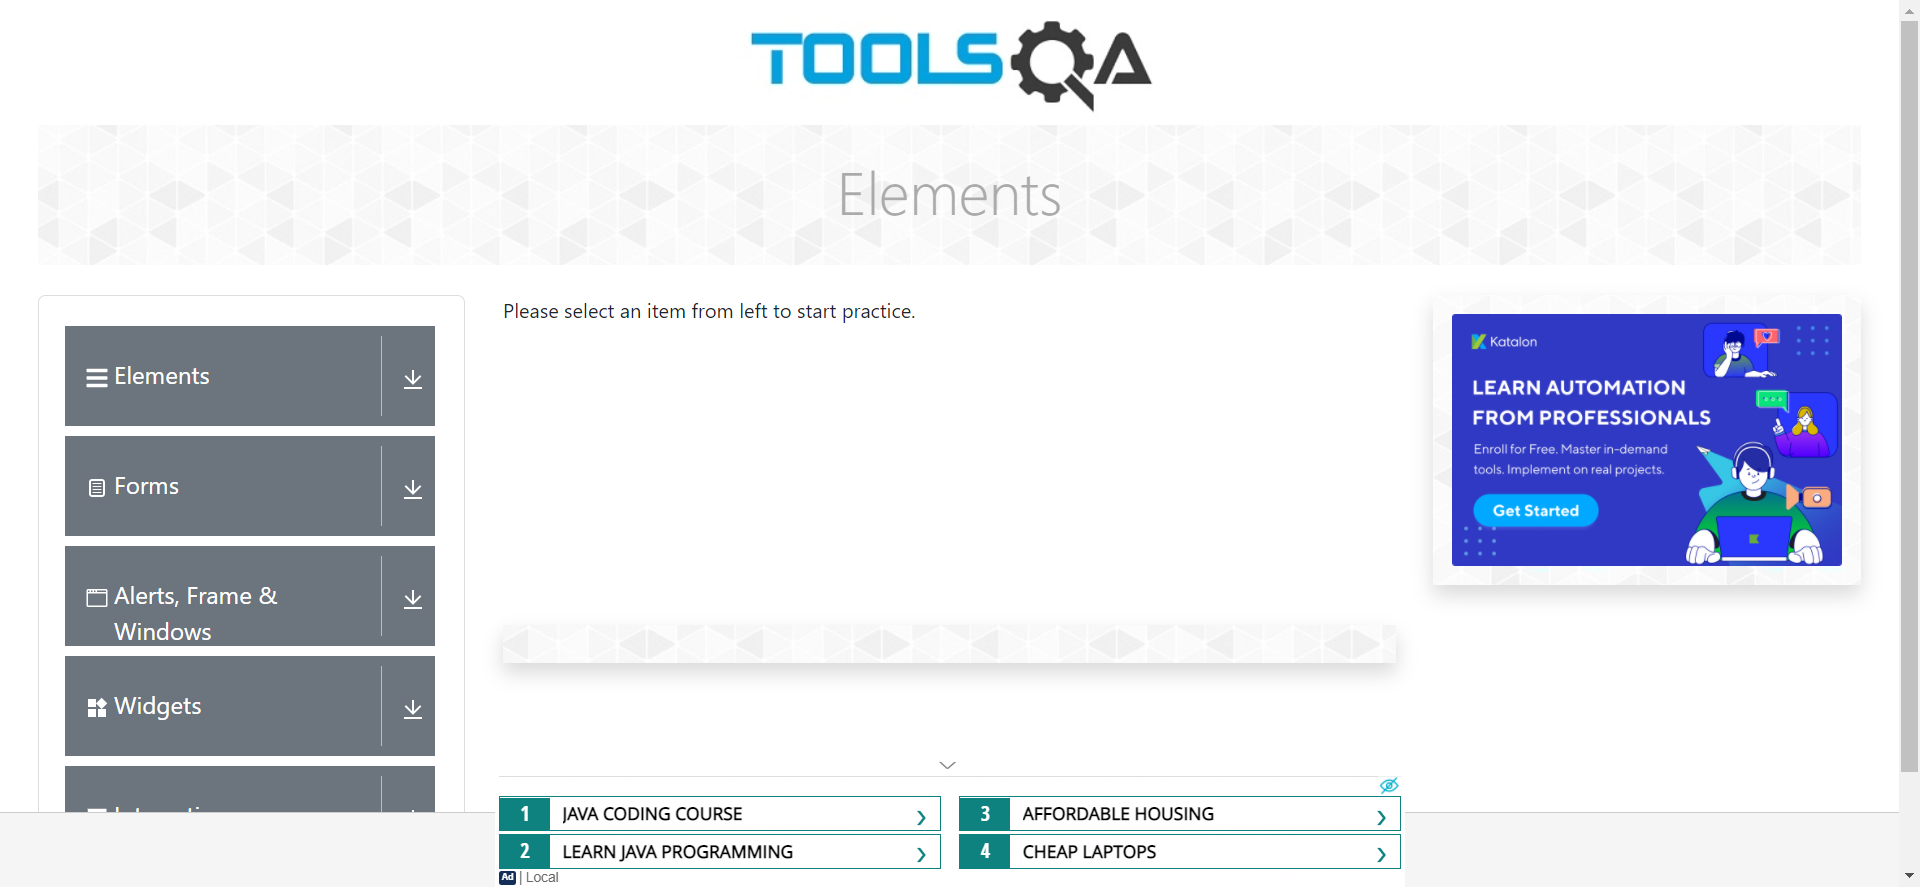 TOOLSQA
Elements
Elements
Forms
Alerts, Frame &
Windows
Widgets
Please select an item from left to start practice.
Katalon
LEARN AUTOMATION
FROM PROFESSIONALS
Enroll for Free. Master in-demand
tools. Implement on real projects.
Get Started
1 JAVA CODING COURSE
2 LEARN JAVA PROGRAMMING
3 AFFORDABLE HOUSING
4 CHEAP LAPTOPS
Ad | Local